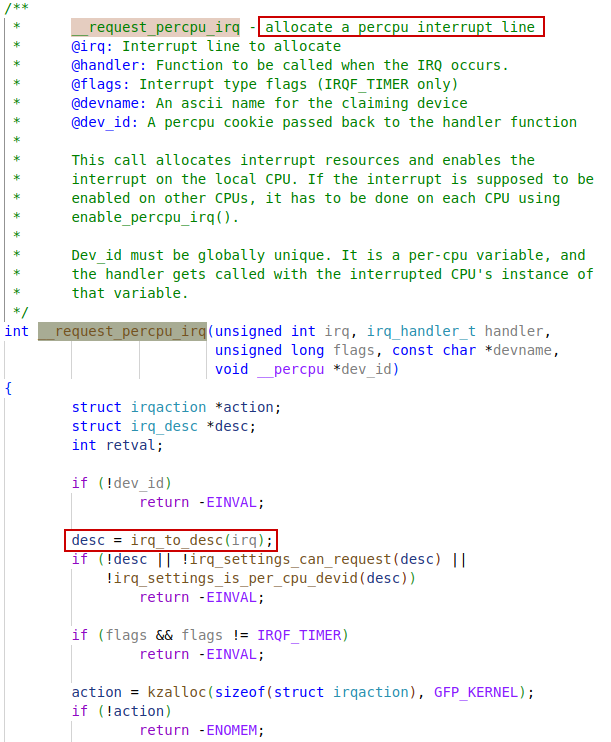 /**
 *      __request_percpu_irq - allocate a percpu interrupt line
 *      @irq: Interrupt line to allocate
 *      @handler: Function to be called when the IRQ occurs.
 *      @flags: Interrupt type flags (IRQF_TIMER only)
 *      @devname: An ascii name for the claiming device
 *      @dev_id: A percpu cookie passed back to the handler function
 *
 *      This call allocates interrupt resources and enables the
 *      interrupt on the local CPU. If the interrupt is supposed to be
 *      enabled on other CPUs, it has to be done on each CPU using
 *      enable_percpu_irq().
 *
 *      Dev_id must be globally unique. It is a per-cpu variable, and
 *      the handler gets called with the interrupted CPU's instance of
 *      that variable.
 */
int __request_percpu_irq(unsigned int irq, irq_handler_t handler,
                         unsigned long flags, const char *devname,
                         void __percpu *dev_id)
{
        struct irqaction *action;
        struct irq_desc *desc;
        int retval;

        if (!dev_id)
                return -EINVAL;

        desc = irq_to_desc(irq);
        if (!desc || !irq_settings_can_request(desc) ||
            !irq_settings_is_per_cpu_devid(desc))
                return -EINVAL;

        if (flags && flags != IRQF_TIMER)
                return -EINVAL;

        action = kzalloc(sizeof(struct irqaction), GFP_KERNEL);
        if (!action)
                return -ENOMEM;